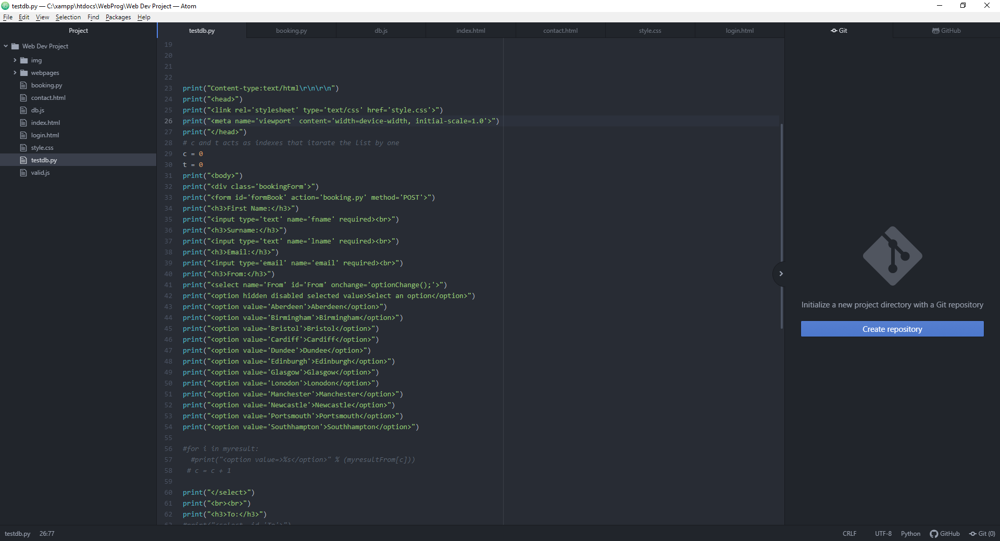 testdb.py — C:\xampp\htdocs\WebProg\Web Dev Project — Atom
File Edit View Selection Find Packages Help
Project
testdb.py booking.py db.js index.html contact.html style.css login.html
Git GitHub
Web Dev Project
img
webpages
booking.py
contact.html
db.js
index.html
login.html
style.css
testdb.py
valid.js
19
20
21
22
23 print("Content-type:text/html\r\n\r\n")
24 print("<head>")
25 print("<link rel='stylesheet' type='text/css' href='style.css'>")
26 print("<meta name='viewport' content='width=device-width, initial-scale=1.0'>")
27 print("</head>")
28 # c and t acts as indexes that itarate the list by one
29 c = 0
30 t = 0
31 print("<body>")
32 print("<div class='bookingForm'>")
33 print("<form id='formBook' action='booking.py' method='POST'>")
34 print("<h3>First Name:</h3>")
35 print("<input type='text' name='fname' required><br>")
36 print("<h3>Surname:</h3>")
37 print("<input type='text' name='lname' required><br>")
38 print("<h3>Email:</h3>")
39 print("<input type='email' name='email' required><br>")
40 print("<h3>From:</h3>")
41 print("<select name='From' id='From' onchange='optionChange();'>")
42 print("<option hidden disabled selected value>Select an option</option>")
43 print("<option value='Aberdeen'>Aberdeen</option>")
44 print("<option value='Birmingham'>Birmingham</option>")
45 print("<option value='Bristol'>Bristol</option>")
46 print("<option value='Cardiff'>Cardiff</option>")
47 print("<option value='Dundee'>Dundee</option>")
48 print("<option value='Edinburgh'>Edinburgh</option>")
49 print("<option value='Glasgow'>Glasgow</option>")
50 print("<option value='Lonodon'>Lonodon</option>")
51 print("<option value='Manchester'>Manchester</option>")
52 print("<option value='Newcastle'>Newcastle</option>")
53 print("<option value='Portsmouth'>Portsmouth</option>")
54 print("<option value='Southhampton'>Southhampton</option>")
55
56 #for i in myresult:
57 #print("<option value=>%s</option>" % (myresultFrom[c]))
58 # c = c + 1
59
60 print("</select>")
61 print("<br><br>")
62 print("<h3>To:</h3>")
63 #print("<select id 'To'>")
Initialize a new project directory with a Git repository
Create repository
testdb.py 26:77
CRLF UTF-8 Python GitHub Git (0)